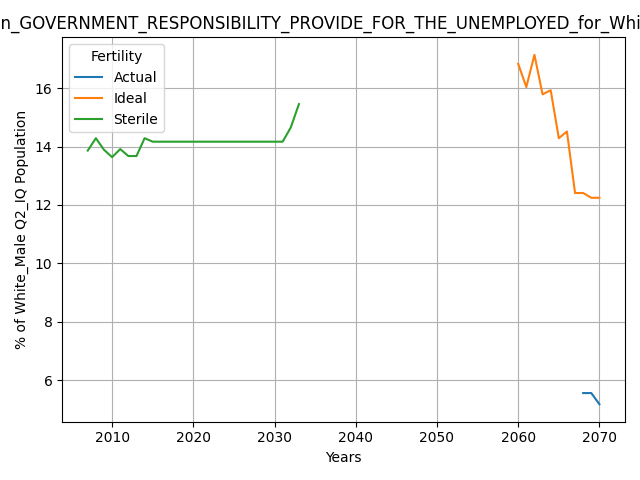 n_GOVERNMENT_RESPONSIBILITY_PROVIDE_FOR_THE_UNEMPLOYED_for_Whi
Fertility
Actual
Ideal
Sterile
% of White_Male Q2_IQ Population
16
14
12
10
8
6
2010 2020 2030 2040 2050 2060 2070
Years